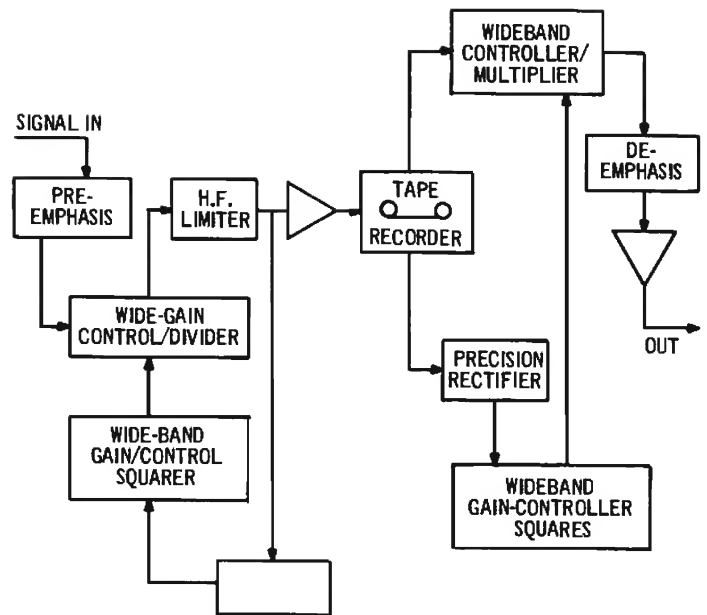 SIGNAL IN
PRE-
EMPHASIS
WIDE-GAIN
CONTROL/DIVIDER
WIDE-BAND
GAIN/CONTROL
SQUARER
H.F.
LIMITER
TAPE
RECORDER
WIDEBAND
CONTROLLER/
MULTIPLIER
DE-
EMPHASIS
OUT
PRECISION
RECTIFIER
WIDEBAND
GAIN-CONTROLLER
SQUARES